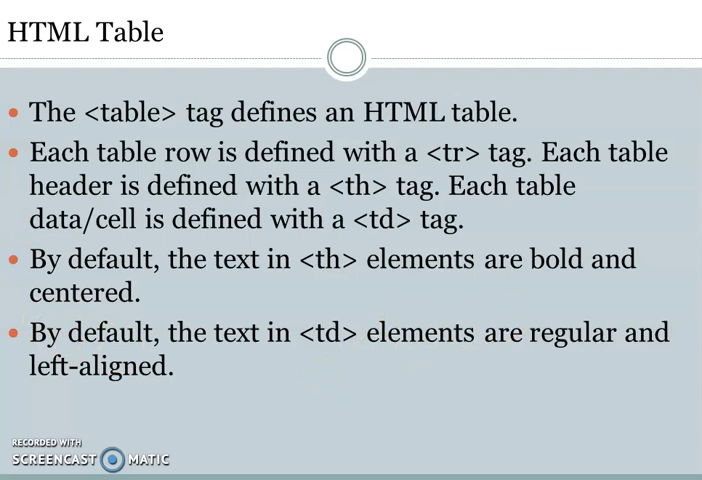 HTML Table
• The <table> tag defines an HTML table.
• Each table row is defined with a <tr> tag. Each table
header is defined with a <th> tag. Each table
data/cell is defined with a <td> tag.
• By default, the text in <th> elements are bold and
centered.
• By default, the text in <td> elements are regular and
left-aligned.
RECORDED WITH
SCREENCAST MATIC